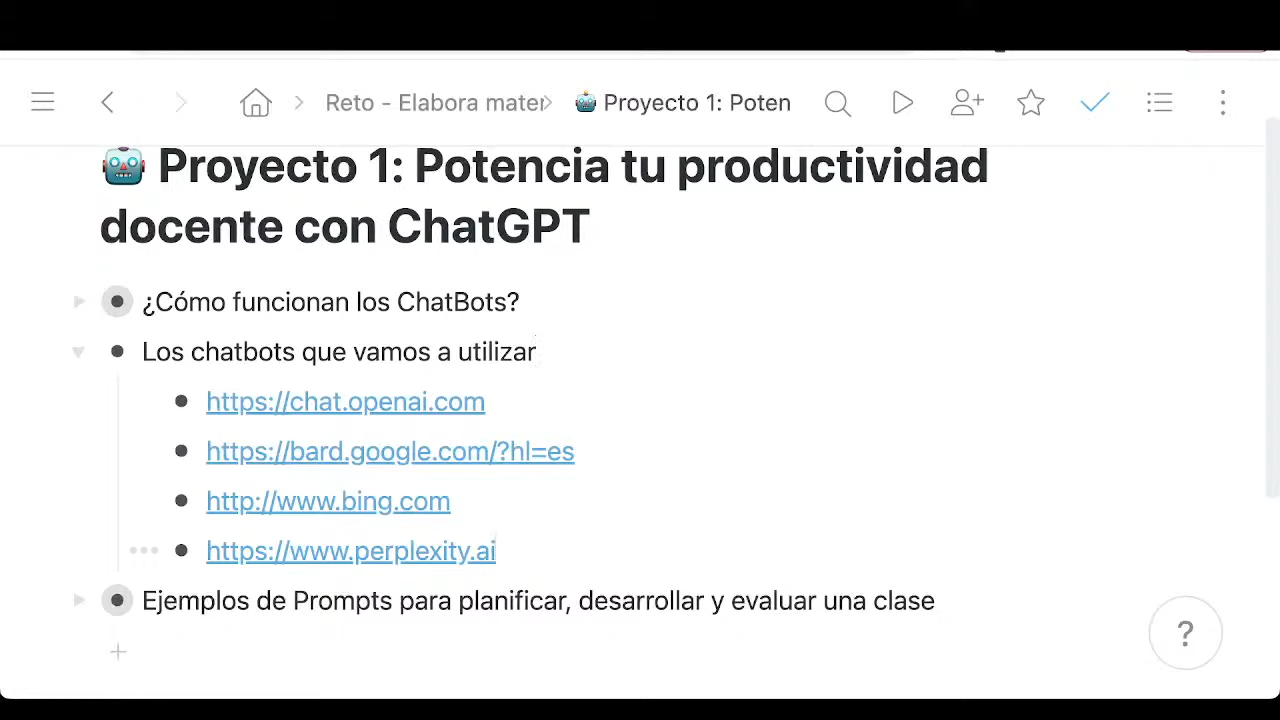 Reto - Elabora mater
Proyecto 1: Poten
Proyecto 1: Potencia tu productividad
docente con ChatGPT
¿Cómo funcionan los ChatBots?
Los chatbots que vamos a utilizar
https://chat.openai.com
https://bard.google.com/?hl=es
http://www.bing.com
https://www.perplexity.ai
Ejemplos de Prompts para planificar, desarrollar y evaluar una clase
?